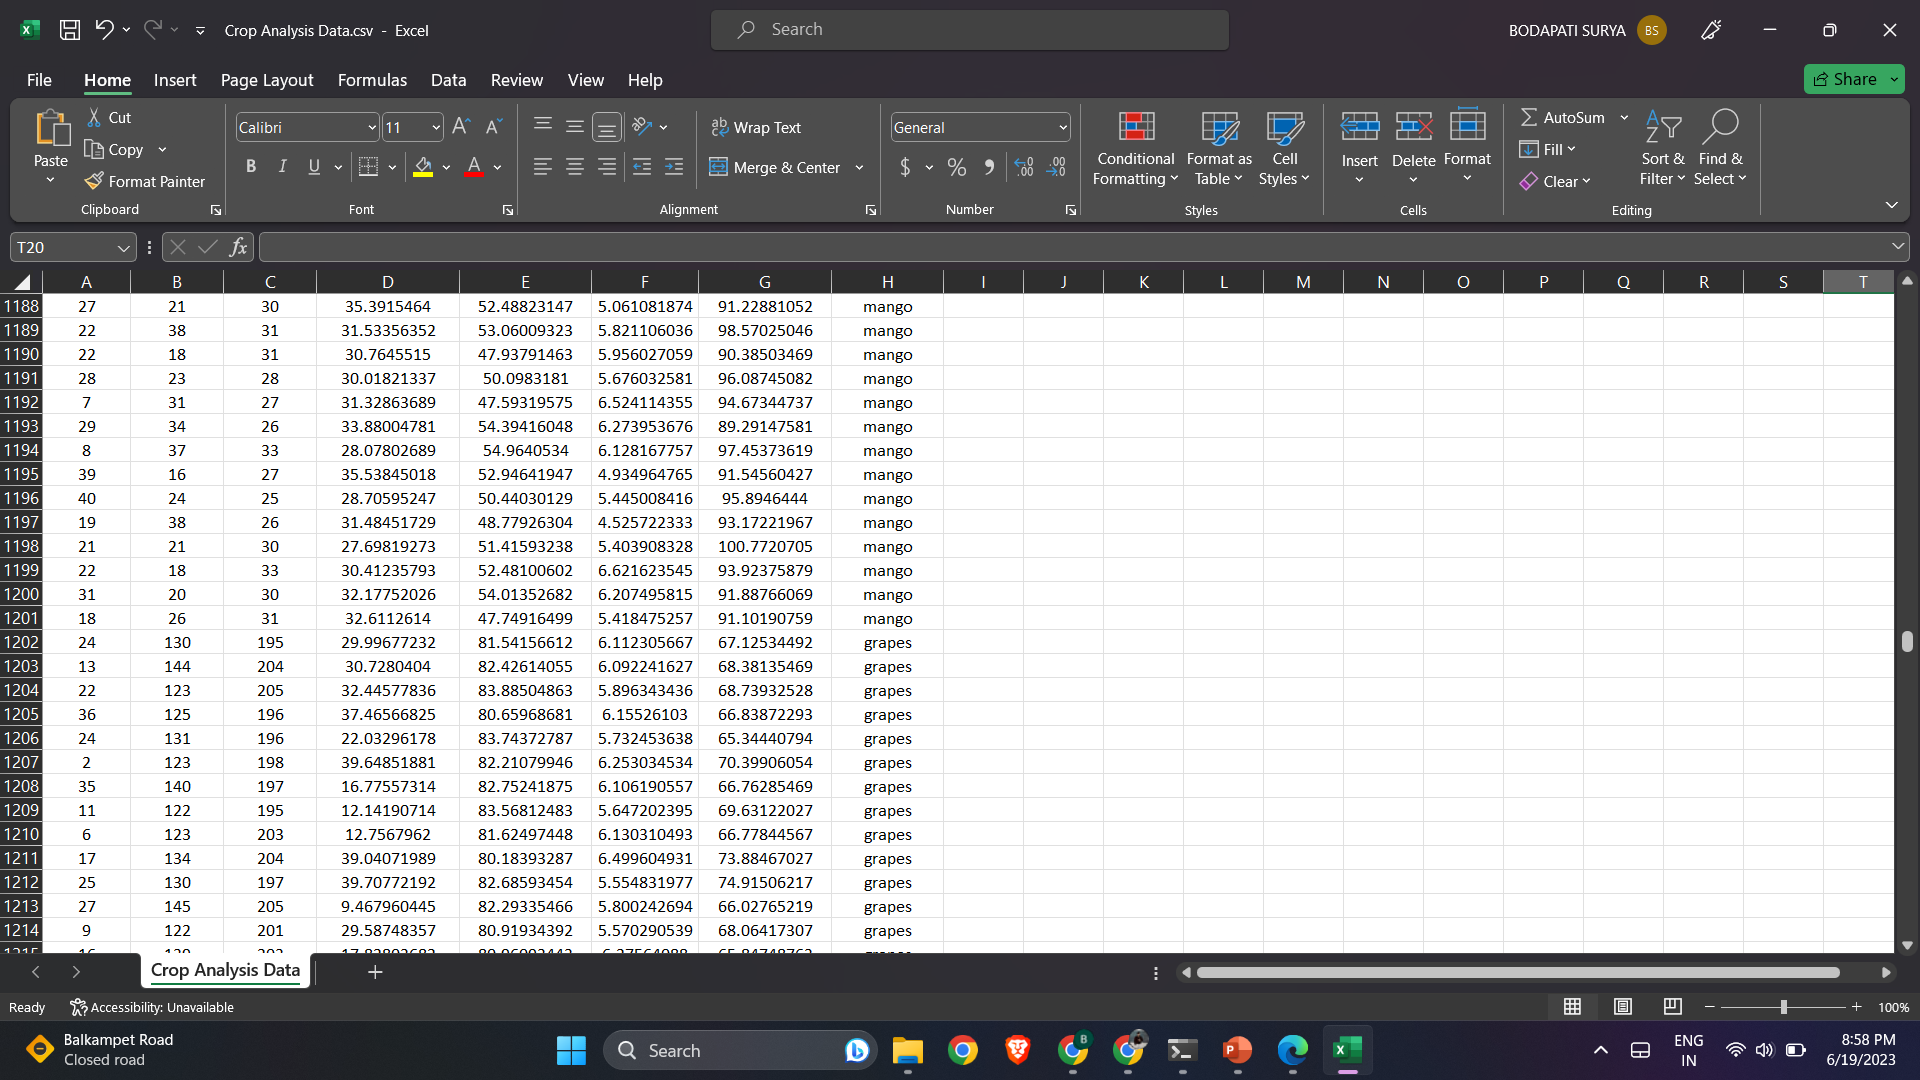 Crop Analysis Data.csv - Excel
Search
BODAPATI SURYA BS
File Home Insert Page Layout Formulas Data Review View Help Share
Paste Cut Copy Format Painter Clipboard
Calibri 11 B I U A Font
Wrap Text Merge & Center Alignment
General $ % Number
Conditional Formatting Format as Table Cell Styles Styles
Insert Delete Format Cells
AutoSum Fill Clear Sort & Filter Find & Select Editing
T20 fx
A B C D E F G H I J K L M N O P Q R S T
1188 27 21 30 35.3915464 52.48823147 5.061081874 91.22881052 mango
1189 22 38 31 31.53356352 53.06009323 5.821106036 98.57025046 mango
1190 22 18 31 30.7645515 47.93791463 5.956027059 90.38503469 mango
1191 28 23 28 30.01821337 50.0983181 5.676032581 96.08745082 mango
1192 7 31 27 31.32863689 47.59319575 6.524114355 94.67344737 mango
1193 29 34 26 33.88004781 54.39416048 6.273953676 89.29147581 mango
1194 8 37 33 28.07802689 54.9640534 6.128167757 97.45373619 mango
1195 39 16 27 35.53845018 52.94641947 4.934964765 91.54560427 mango
1196 40 24 25 28.70595247 50.44030129 5.445008416 95.8946444 mango
1197 19 38 26 31.48451729 48.77926304 4.525722333 93.17221967 mango
1198 21 21 30 27.69819273 51.41593238 5.403908328 100.7720705 mango
1199 22 18 33 30.41235793 52.48100602 6.621623545 93.92375879 mango
1200 31 20 30 32.17752026 54.01352682 6.207495815 91.88766069 mango
1201 18 26 31 32.6112614 47.74916499 5.418475257 91.10190759 mango
1202 24 130 195 29.99677232 81.54156612 6.112305667 67.12534492 grapes
1203 13 144 204 30.7280404 82.42614055 6.092241627 68.38135469 grapes
1204 22 123 205 32.44577836 83.88504863 5.896343436 68.73932528 grapes
1205 36 125 196 37.46566825 80.65968681 6.15526103 66.83872293 grapes
1206 24 131 196 22.03296178 83.74372787 5.732453638 65.34440794 grapes
1207 2 123 198 39.64851881 82.21079946 6.253034534 70.39906054 grapes
1208 35 140 197 16.77557314 82.75241875 6.106190557 66.76285469 grapes
1209 11 122 195 12.14190714 83.56812483 5.647202395 69.63122027 grapes
1210 6 123 203 12.7567962 81.62497448 6.130310493 66.77844567 grapes
1211 17 134 204 39.04071989 80.18393287 6.499604931 73.88467027 grapes
1212 25 130 197 39.70772192 82.68593454 5.554831977 74.91506217 grapes
1213 27 145 205 9.467960445 82.29335466 5.800242694 66.02765219 grapes
1214 9 122 201 29.58748357 80.91934392 5.570290539 68.06417307 grapes
Crop Analysis Data
Ready Accessibility: Unavailable 100%
Balkampet Road
Closed road
Search
ENG
IN
8:58 PM
6/19/2023